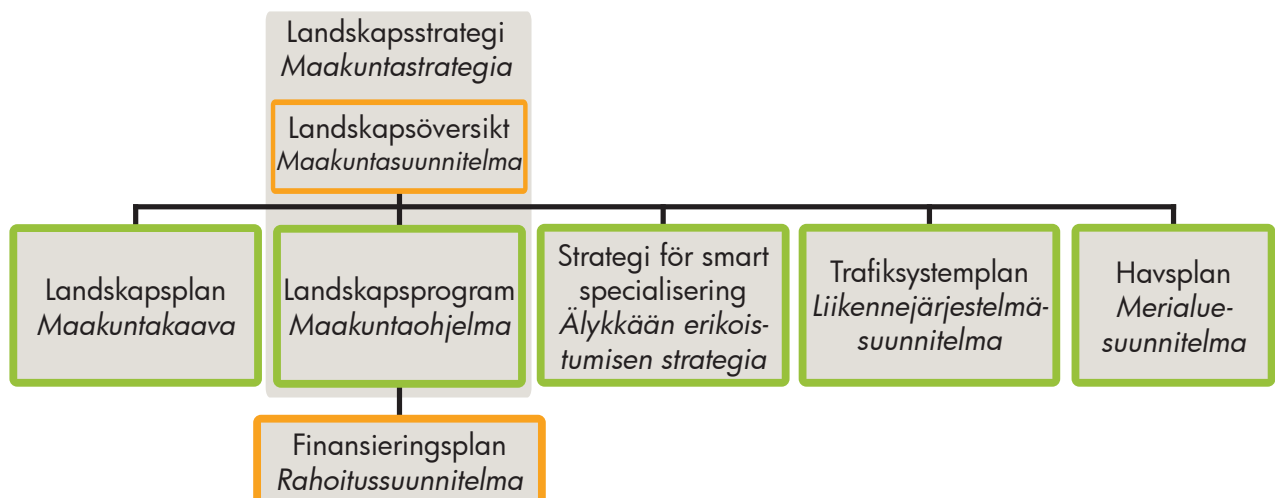 Landskapsstrategi
Maakuntastrategia
Landskapsöversikt
Maakuntasuunnitelma
Landskapsplan
Maakuntakaava
Landskapsprogram
Maakuntaohjelma
Strategi för smart
specialisering
Älykkään erikois-
tumisen strategia
Trafiksystemplan
Liikennejärjestelmä-
suunnitelma
Havsplan
Merialue-
suunnitelma
Finansieringsplan
Rahoitussuunnitelma